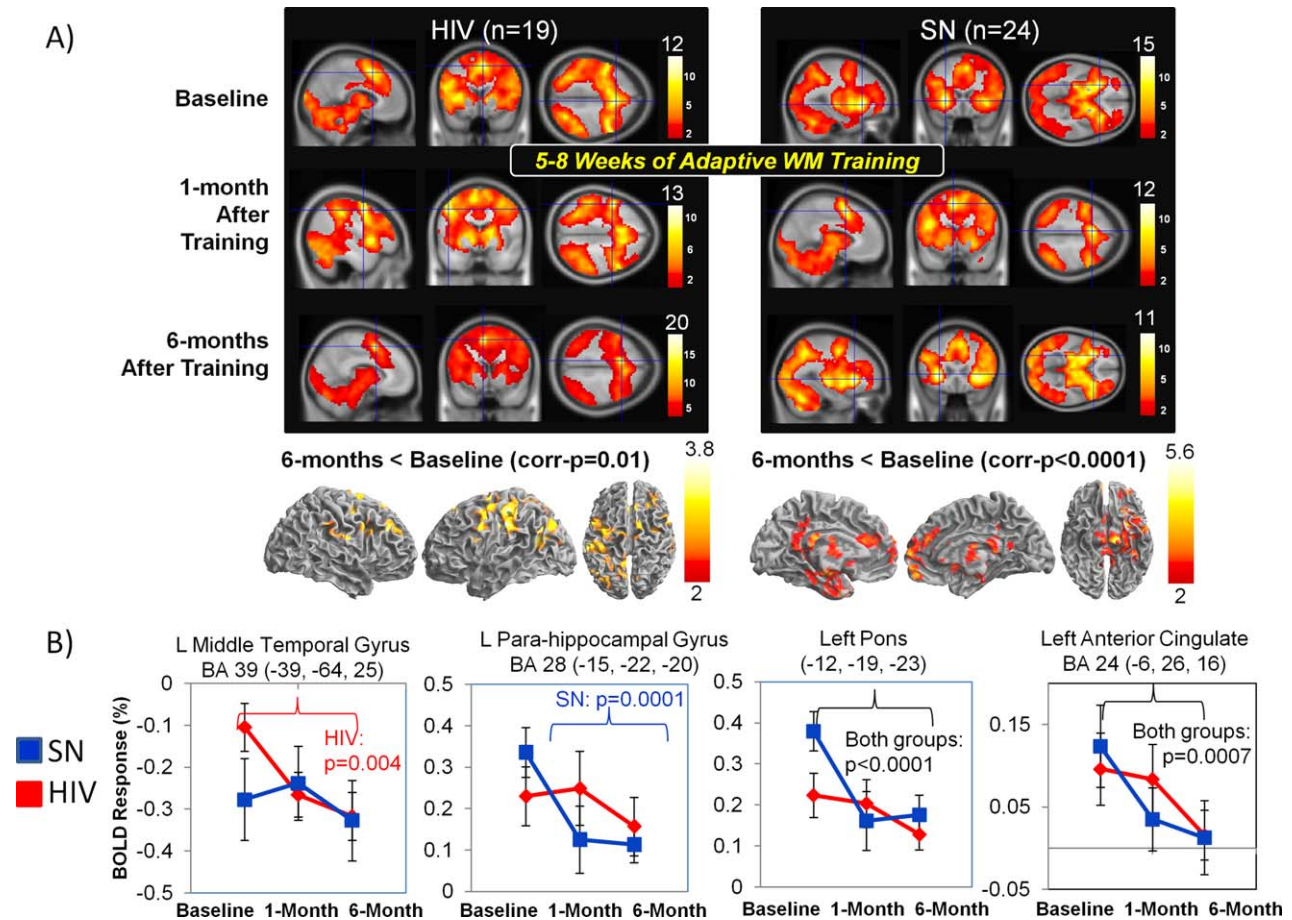 A)
HIV (n=19)
SN (n=24)
Baseline
12
10
5
2
15
10
5
2
5-8 Weeks of Adaptive WM Training
1-month
After
Training
13
10
6
2
12
10
5
2
6-months
After Training
20
15
10
5
11
10
5
2
6-months < Baseline (corr-p=0.01)
3.8
2
6-months < Baseline (corr-p<0.0001)
5.6
2
B)
SN
HIV
BOLD Response (%)
L Middle Temporal Gyrus
BA 39 (-39, -64, 25)
0
-0.1
-0.2
-0.3
-0.4
-0.5
HIV:
p=0.004
Baseline 1-Month 6-Month
L Para-hippocampal Gyrus
BA 28 (-15, -22, -20)
0.5
0.4
0.3
0.2
0.1
0
SN: p=0.0001
Baseline 1-Month 6-Month
Left Pons
(-12, -19, -23)
0.5
0.4
0.3
0.2
0.1
0
Both groups:
p<0.0001
Baseline 1-Month 6-Month
Left Anterior Cingulate
BA 24 (-6, 26, 16)
0.15
0.05
-0.05
Both groups:
p=0.0007
Baseline 1-Month 6-Month